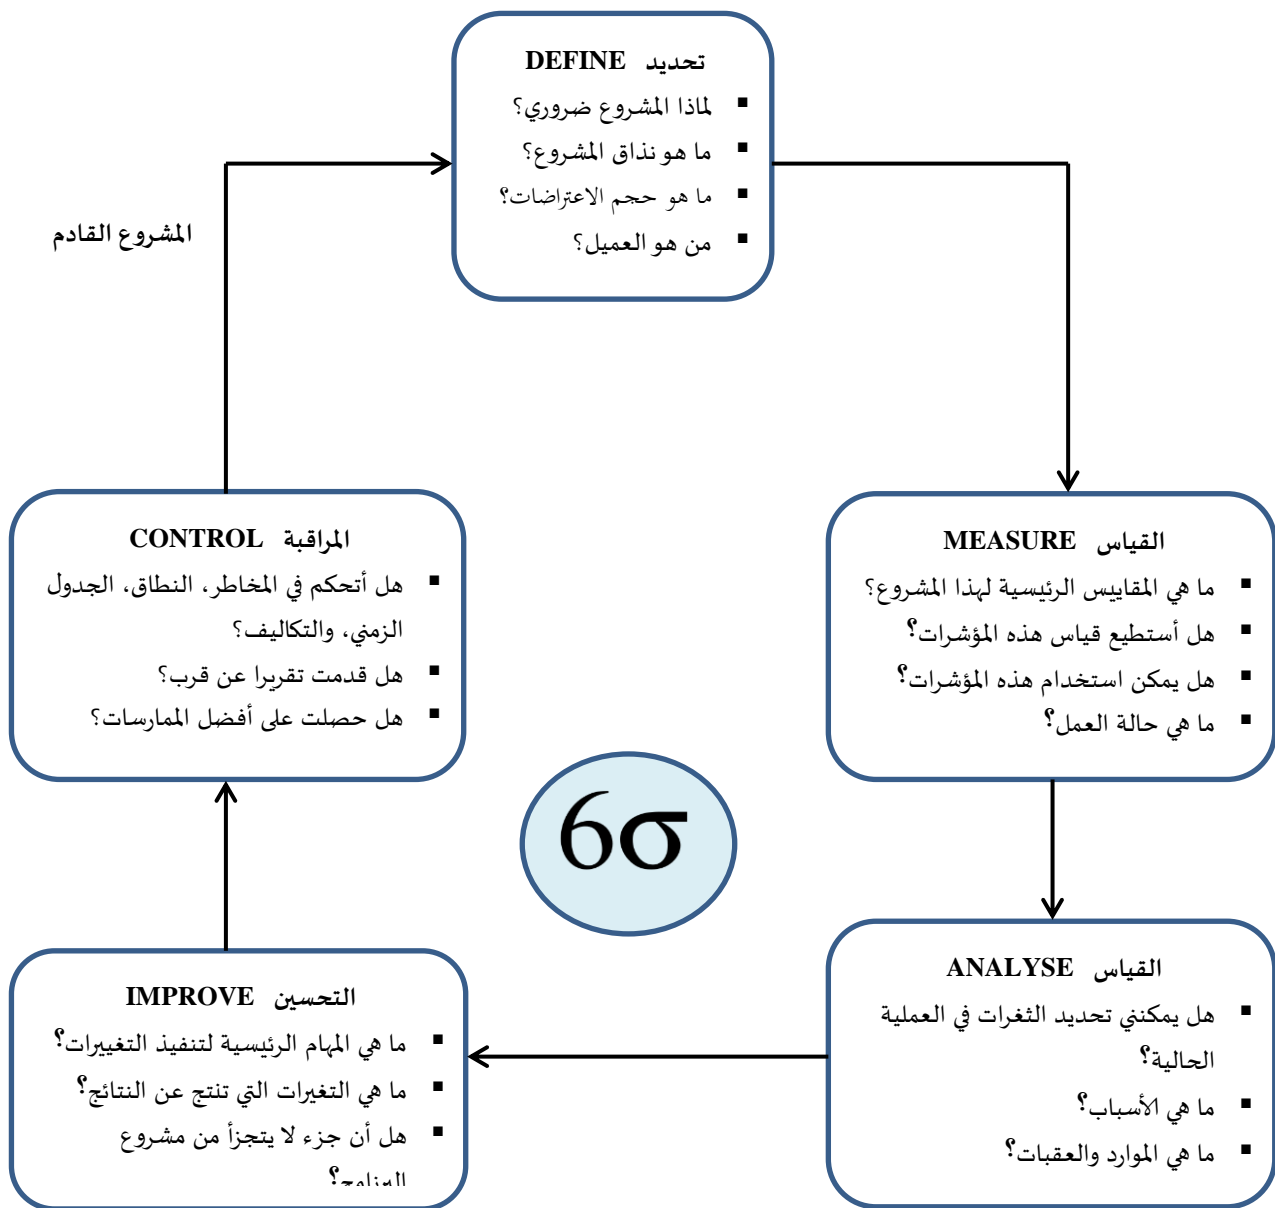 تحديد DEFINE
لماذا المشروع ضروري؟
ما هو نذاق المشروع؟
ما هو حجم الاعتراضات؟
من هو العميل؟
المشروع القادم
القياس MEASURE
ما هي المقاييس الرئيسية لهذا المشروع؟
هل أستطيع قياس هذه المؤشرات؟
هل يمكن استخدام هذه المؤشرات؟
ما هي حالة العمل؟
القياس ANALYSE
هل يمكنني تحديد الثغرات في العملية
الحالية؟
ما هي الأسباب؟
ما هي الموارد والعقبات؟
التحسين IMPROVE
ما هي المهام الرئيسية لتنفيذ التغييرات؟
ما هي التغيرات التي تنتج عن النتائج؟
هل أن جزء لا يتجزأ من مشروع
البرنامج؟
المراقبة CONTROL
هل أتحكم في المخاطر، النطاق، الجدول
الزمني، والتكاليف؟
هل قدمت تقريرا عن قرب؟
هل حصلت على أفضل الممارسات؟
6σ